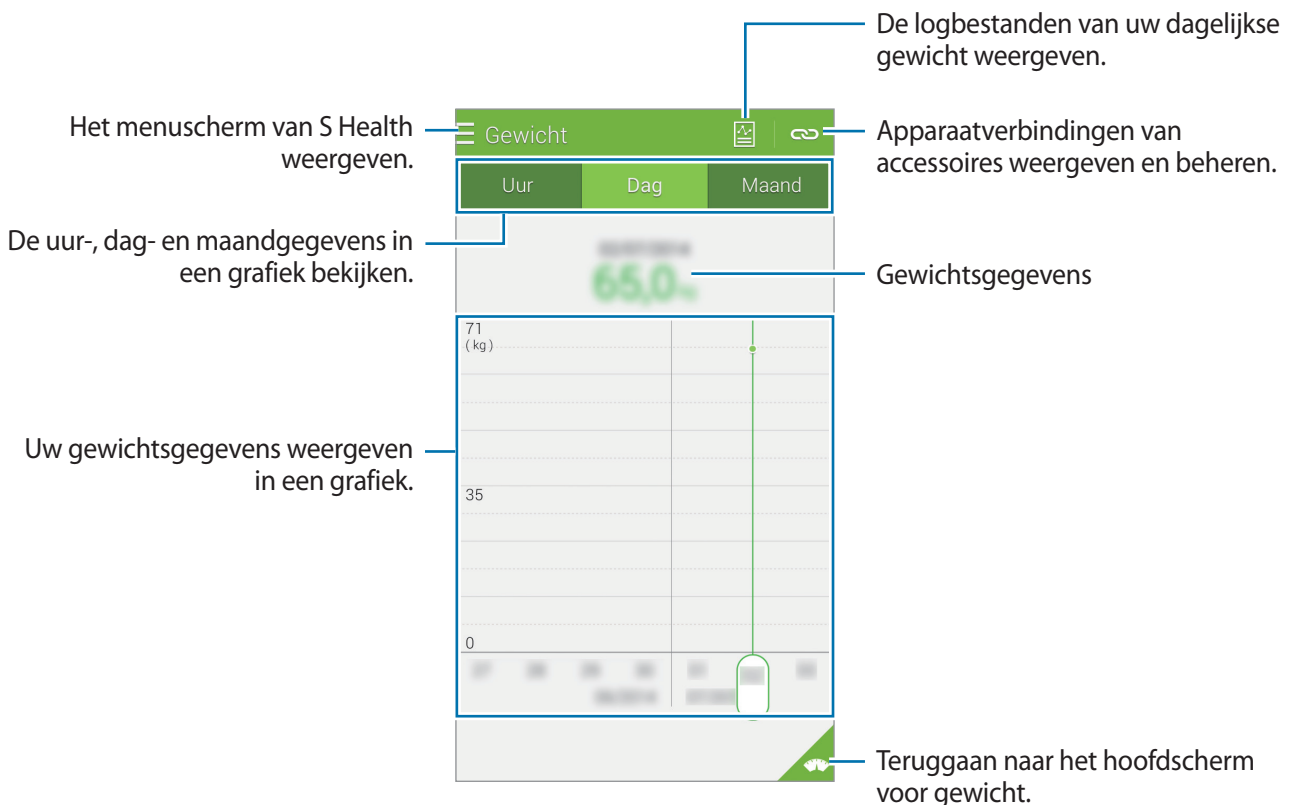 De logbestanden van uw dagelijkse
gewicht weergeven.
Het menuscherm van S Health
weergeven.
Gewicht
Apparaatverbindingen van
accessoires weergeven en beheren.
Uur Dag Maand
De uur-, dag- en maandgegevens in
een grafiek bekijken.
65,0
Gewichtsgegevens
71
(kg)
Uw gewichtsgegevens weergeven
in een grafiek.
35
0
Teruggaan naar het hoofdscherm
voor gewicht.